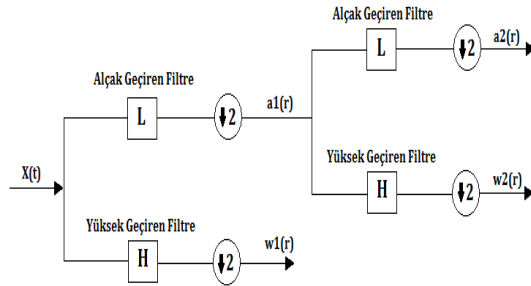 Alçak Geçiren Filtre
L
↓2
a2(r)
Alçak Geçiren Filtre
L
↓2
a1(r)
Yüksek Geçiren Filtre
H
↓2
w2(r)
X(t)
Yüksek Geçiren Filtre
H
↓2
w1(r)